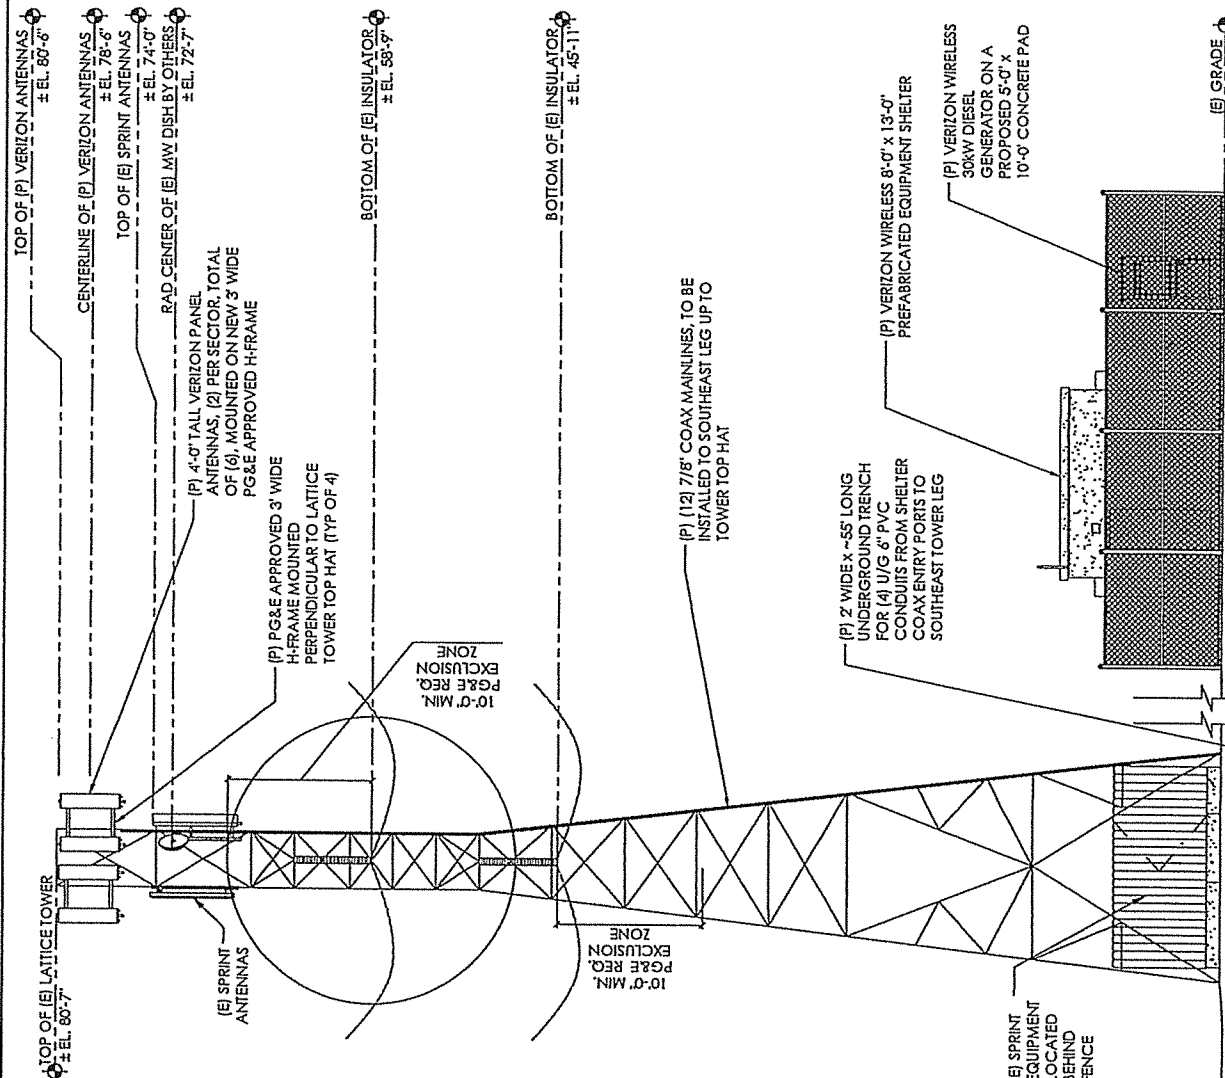 TOP OF (P) VERIZON ANTENNAS
± EL. 80'-6"
CENTERLINE OF (P) VERIZON ANTENNAS
± EL. 78'-6"
TOP OF (E) SPRINT ANTENNAS
± EL. 74'-0"
RAD CENTER OF (E) MW DISH BY OTHERS
± EL. 72'-7"
BOTTOM OF (E) INSULATOR
± EL. 58'-9"
BOTTOM OF (E) INSULATOR
± EL. 45'-11"
(E) GRADE
TOP OF (E) LATTICE TOWER
± EL. 80'-7"
(P) 4'-0" TALL VERIZON PANEL
ANTENNAS, (2) PER SECTOR, TOTAL
OF (6), MOUNTED ON NEW 3' WIDE
PG&E APPROVED H-FRAME
(P) PG&E APPROVED 3' WIDE
H-FRAME MOUNTED
PERPENDICULAR TO LATTICE
TOWER TOP HAT (TYP OF 4)
10'-0" MIN.
PG&E REQ.
EXCLUSION
ZONE
10'-0" MIN.
PG&E REQ.
EXCLUSION
ZONE
(E) SPRINT
ANTENNAS
(P) (12) 7/8" COAX MAINLINES, TO BE
INSTALLED TO SOUTHEAST LEG UP TO
TOWER TOP HAT
(P) 2' WIDE x ~55' LONG
UNDERGROUND TRENCH
FOR (4) U/G 6" PVC
CONDUITS FROM SHELTER
COAX ENTRY PORTS TO
SOUTHEAST TOWER LEG
(P) VERIZON WIRELESS 8'-0" x 13'-0"
PREFABRICATED EQUIPMENT SHELTER
(P) VERIZON WIRELESS
30KW DIESEL
GENERATOR ON A
PROPOSED 5'-0" x
10'-0" CONCRETE PAD
(E) SPRINT
EQUIPMENT
LOCATED
BEHIND
FENCE